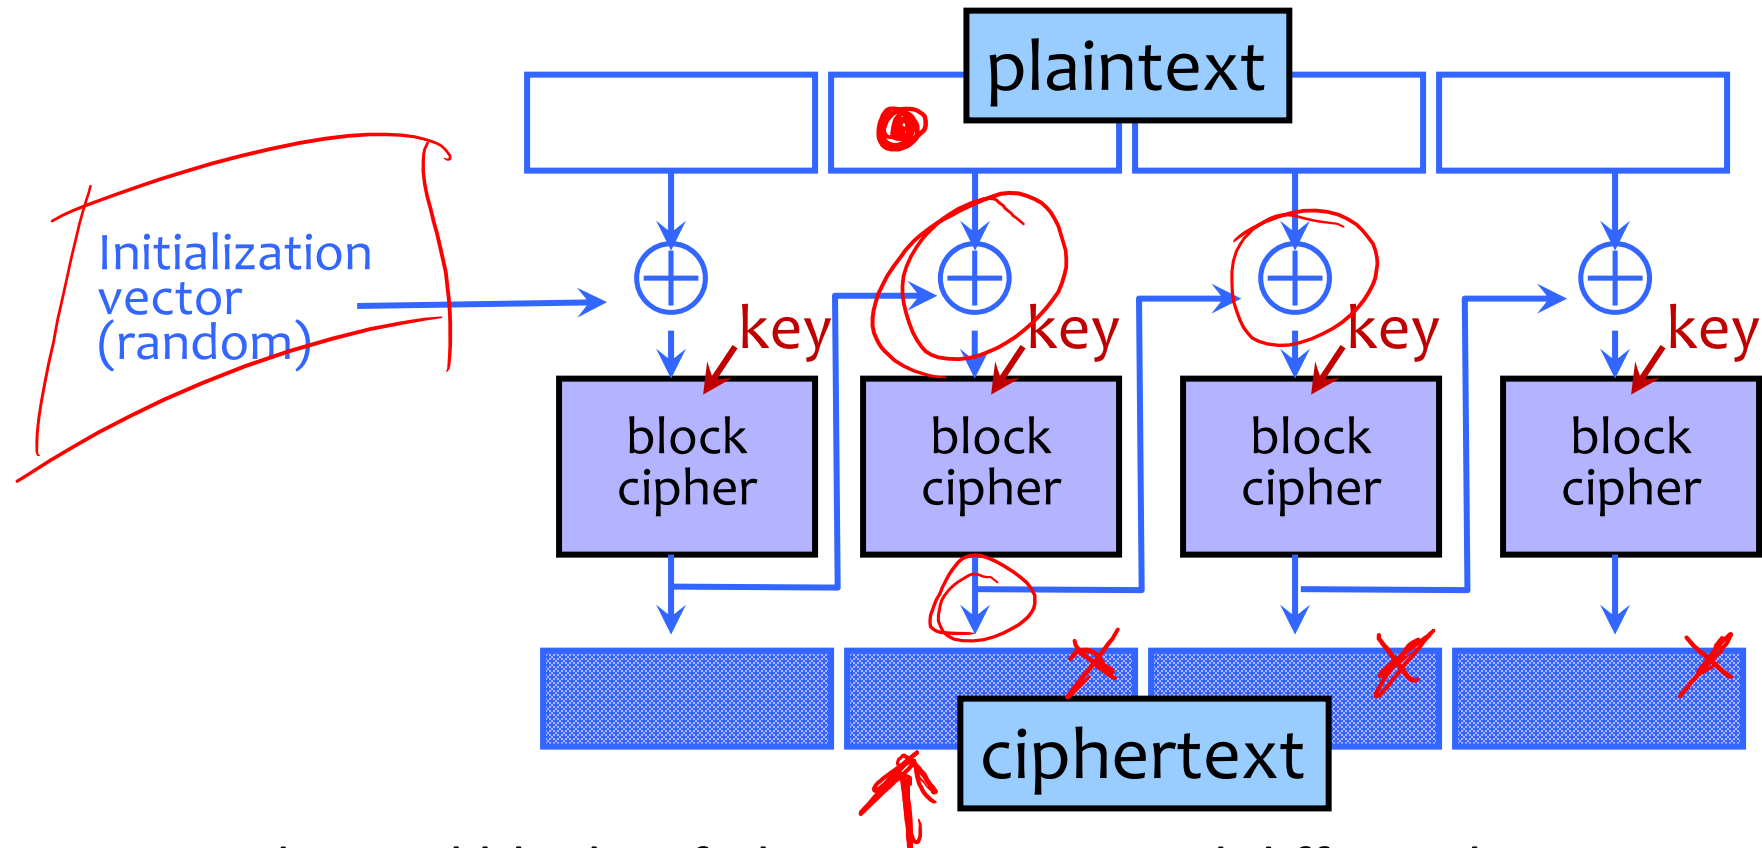 plaintext
Initialization
vector
(random)
key
key
key
key
block
cipher
block
cipher
block
cipher
block
cipher
ciphertext